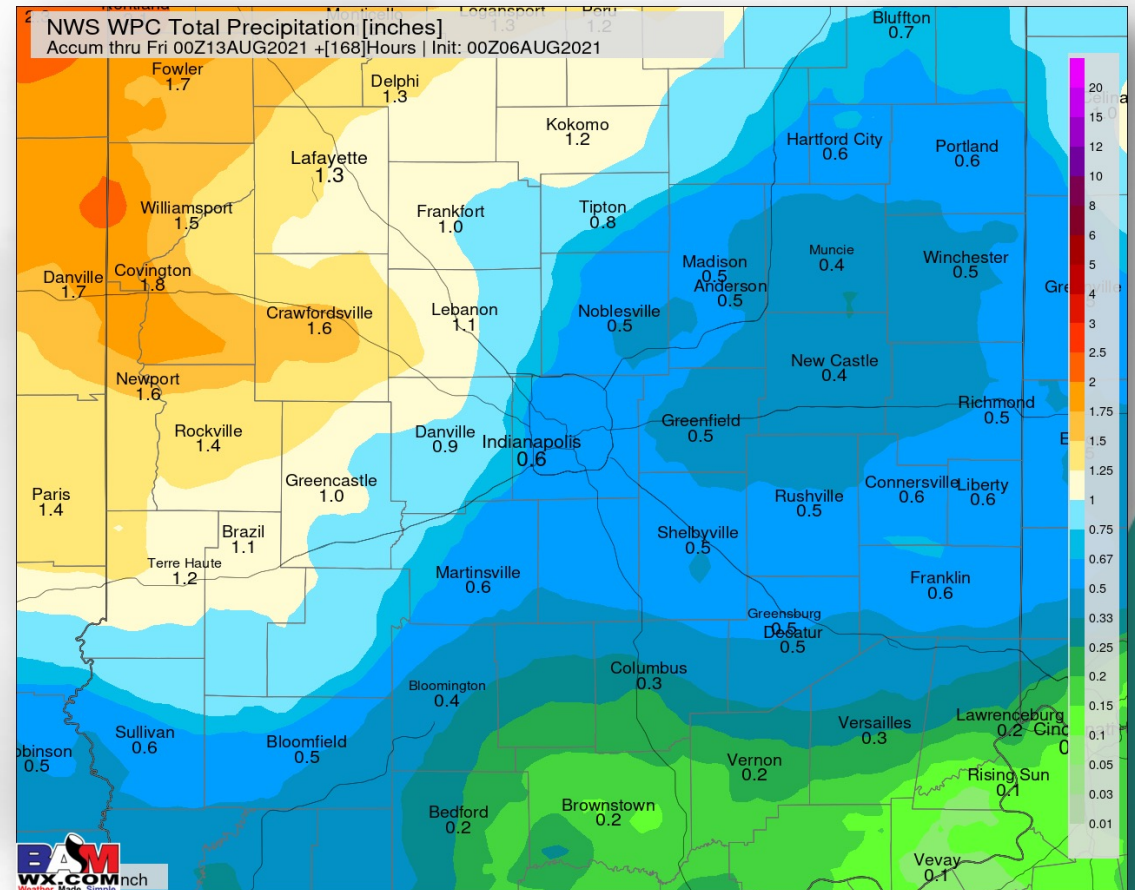 NWS WPC Total Precipitation [inches]
Accum thru Fri 00Z13AUG2021 +[168]Hours | Init: 00Z06AUG2021
Monticello
Logansport
1.3
Peru
1.2
Bluffton
0.7
Fowler
1.7
Delphi
1.3
Kokomo
1.2
Hartford City
0.6
Portland
0.6
Lafayette
1.3
Williamsport
1.5
Frankfort
1.0
Tipton
0.8
Muncie
0.4
Winchester
0.5
Madison
0.5
Anderson
0.5
Danville
1.7
Covington
1.8
Crawfordsville
1.6
Lebanon
1.1
Noblesville
0.5
New Castle
0.4
Newport
1.6
Richmond
0.5
Rockville
1.4
Danville
0.9
Indianapolis
0.6
Greenfield
0.5
Greencastle
1.0
Paris
1.4
Rushville
0.5
Connersville
0.6
Liberty
0.6
Brazil
1.1
Shelbyville
0.5
Terre Haute
1.2
Martinsville
0.6
Franklin
0.6
Greensburg
0.5
Decatur
0.5
Columbus
0.3
Bloomington
0.4
Sullivan
0.6
Bloomfield
0.5
obinson
0.5
Versailles
0.3
Lawrenceburg
0.2
Vernon
0.2
Rising Sun
0.1
Bedford
0.2
Brownstown
0.2
Vevay
0.1
20
15
12
10
8
6
5
4
3
2.5
2
1.75
1.5
1.25
1
0.75
0.67
0.5
0.33
0.25
0.2
0.15
0.1
0.05
0.03
0.01
BAM
WX.COM
Weather Made Simple
nch